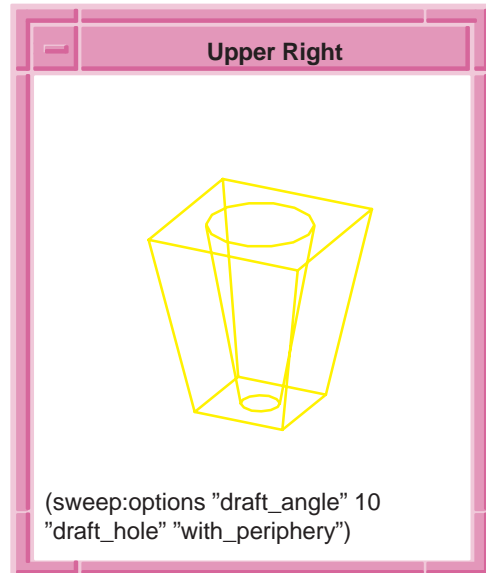 Upper Right
(sweep:options ”draft_angle” 10
”draft_hole” ”with_periphery”)